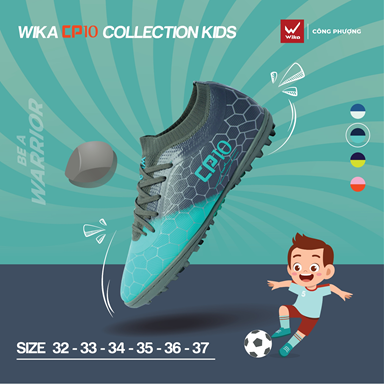 WIKA CP10 COLLECTION KIDS
Wika
CÔNG PHƯỢNG
BE A
WARRIOR
CP10
SIZE 32 - 33 - 34 - 35 - 36 - 37